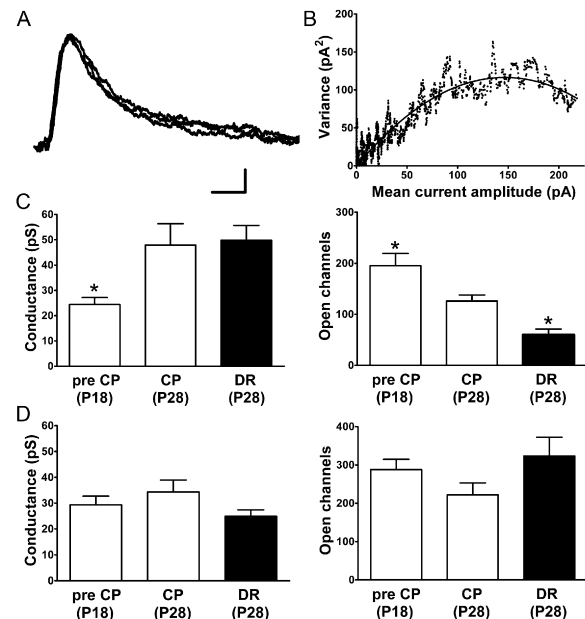 A
B
Variance (pA²)
200
150
100
50
0
0 50 100 150 200
Mean current amplitude (pA)
C
Conductance (pS)
60
50
40
30
20
10
0
*
pre CP CP DR
(P18) (P28) (P28)
Open channels
300
200
100
0
* *
pre CP CP DR
(P18) (P28) (P28)
D
Conductance (pS)
60
50
40
30
20
10
0
pre CP CP DR
(P18) (P28) (P28)
Open channels
400
300
200
100
0
pre CP CP DR
(P18) (P28) (P28)